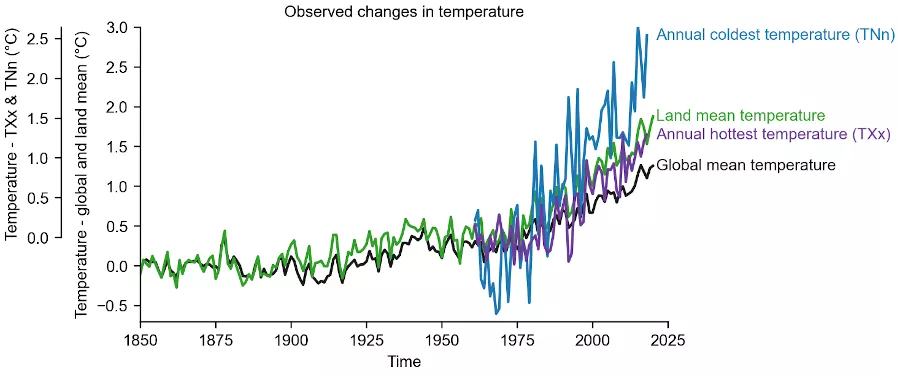 Observed changes in temperature
Temperature - TXx & TNn (°C)
2.5
2.0
1.5
1.0
0.5
0.0
Temperature - global and land mean (°C)
3.0
2.5
2.0
1.5
1.0
0.5
0.0
−0.5
Annual coldest temperature (TNn)
Land mean temperature
Annual hottest temperature (TXx)
Global mean temperature
1850
1875
1900
1925
1950
1975
2000
2025
Time